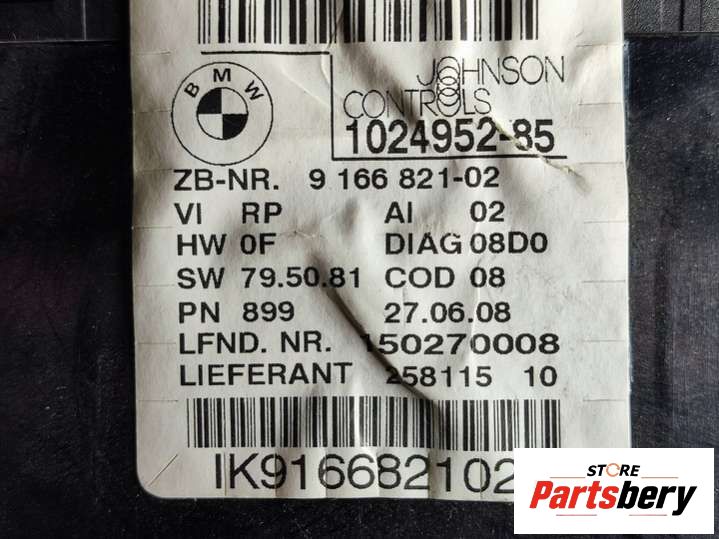 BMW
JOHNSON
CONTROLS
1024952-85
ZB-NR. 9 166 821-02
VI RP AI 02
HW 0F DIAG 08D0
SW 79.50.81 COD 08
PN 899 27.06.08
LFND. NR. 150270008
LIEFERANT 258115 10
IK916682102
STORE
Partsbery